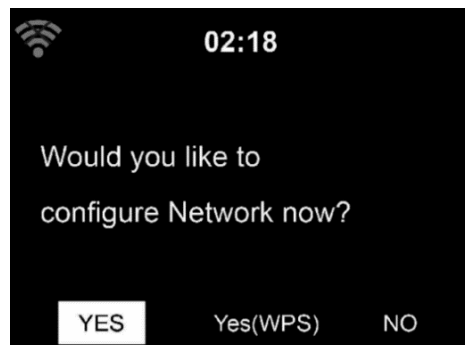 02:18
Would you like to
configure Network now?
YES Yes(WPS) NO